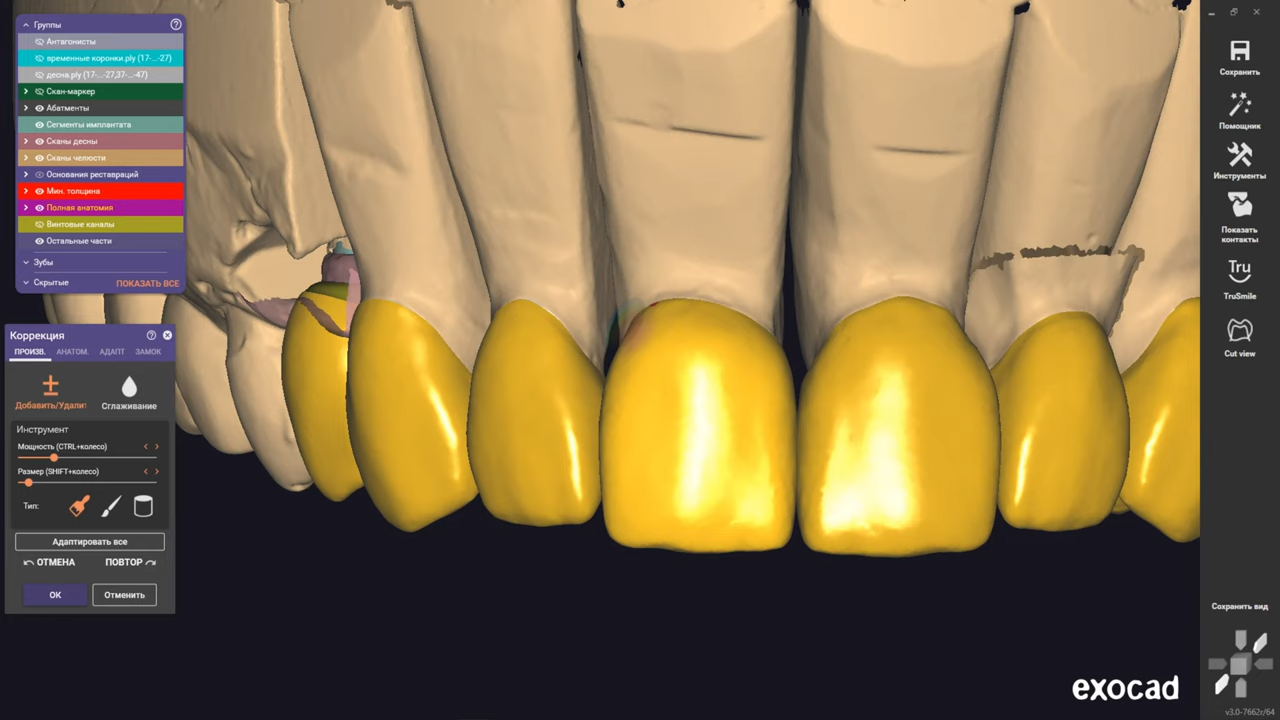 Группы
Антагонисты
временные коронки.ply (17-...-27)
десна.ply (17-...-27,37-...-47)
Скан-маркер
Абатменты
Сегменты имплантата
Сканы десны
Сканы челюсти
Основания реставраций
Мин. толщина
Полная анатомия
Винтовые каналы
Остальные части
Зубы
Скрытые ПОКАЗАТЬ ВСЕ
Коррекция
ПРОИЗВ. АНАТОМ. АДАПТ ЗАМОК
Добавить/Удалит Сглаживание
Инструмент
Мощность (CTRL+колесо)
Размер (SHIFT+колесо)
Тип:
Адаптировать все
ОТМЕНА ПОВТОР
ОК Отменить
Сохранить
Помощник
Инструменты
Показать
контакты
Tru
TruSmile
Cut view
Сохранить вид
exocad
v3.0-7662r/64